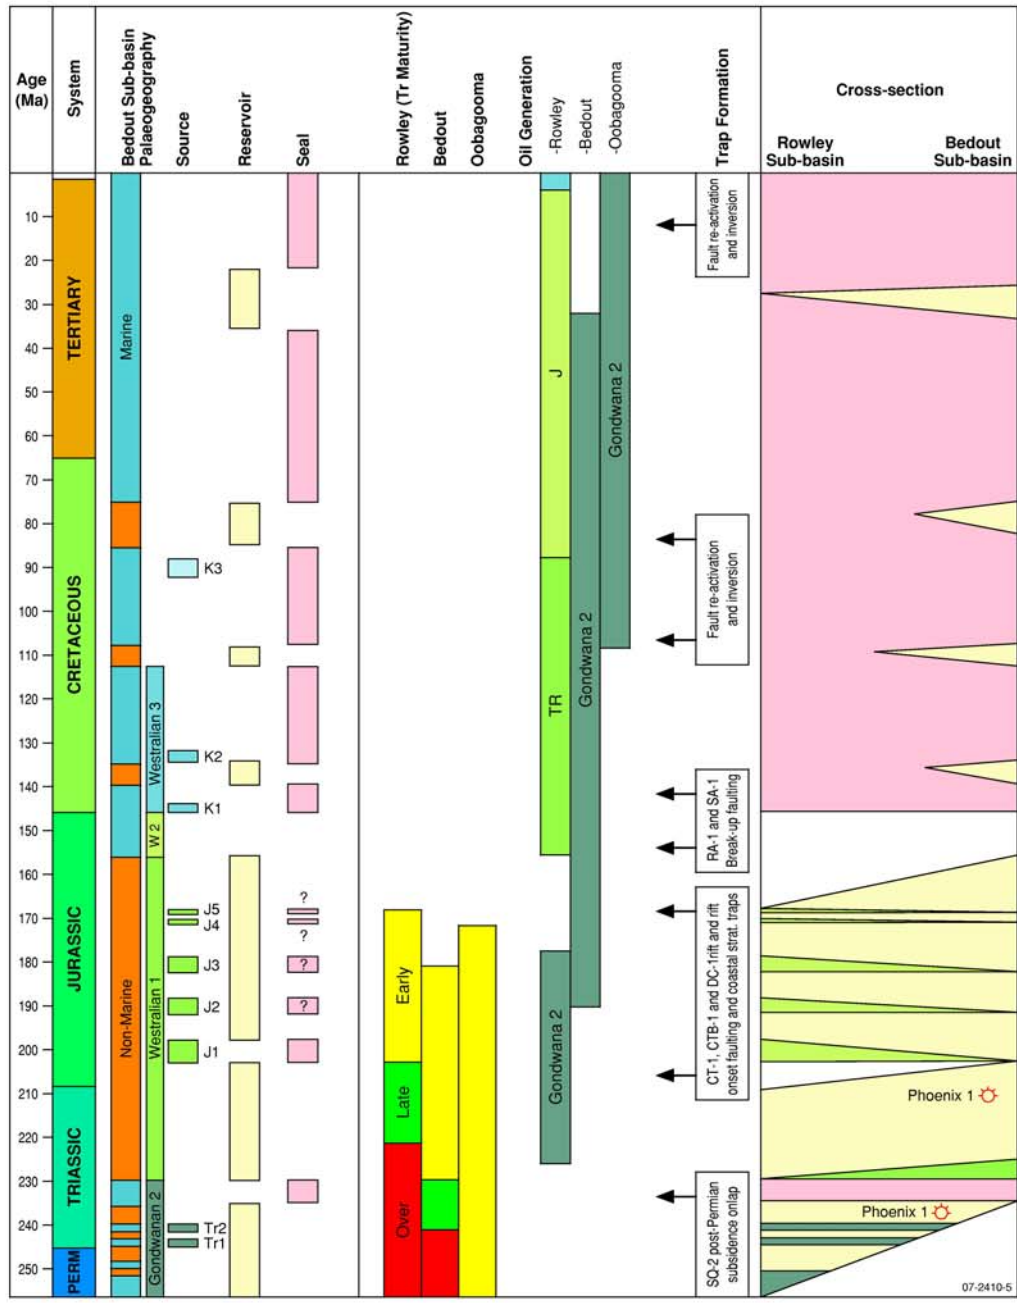 Age
(Ma)
System
Bedout Sub-basin
Palaeogeography
Source
Reservoir
Seal
Rowley (Tr Maturity)
Bedout
Oobagooma
Oil Generation
-Rowley
-Bedout
-Oobagooma
Trap Formation
Cross-section
Rowley
Sub-basin
Bedout
Sub-basin
10
20
30
40
50
60
70
80
90
100
110
120
130
140
150
160
170
180
190
200
210
220
230
240
250
TERTIARY
CRETACEOUS
JURASSIC
TRIASSIC
PERM
Marine
Non-Marine
Westralian 3
W 2
Westralian 1
Gondwanan 2
K3
K2
K1
J5
J4
J3
J2
J1
Tr2
Tr1
?
?
?
?
Early
Late
Over
J
TR
Gondwana 2
Gondwana 2
Gondwana 2
Fault re-activation
and inversion
Fault re-activation
and inversion
RA-1 and SA-1
Break-up faulting
CT-1, CTB-1 and DC-1rift and rift
onset faulting and coastal strat. traps
SQ-2 post-Permian
subsidence onlap
Phoenix 1
Phoenix 1
07-2410-5